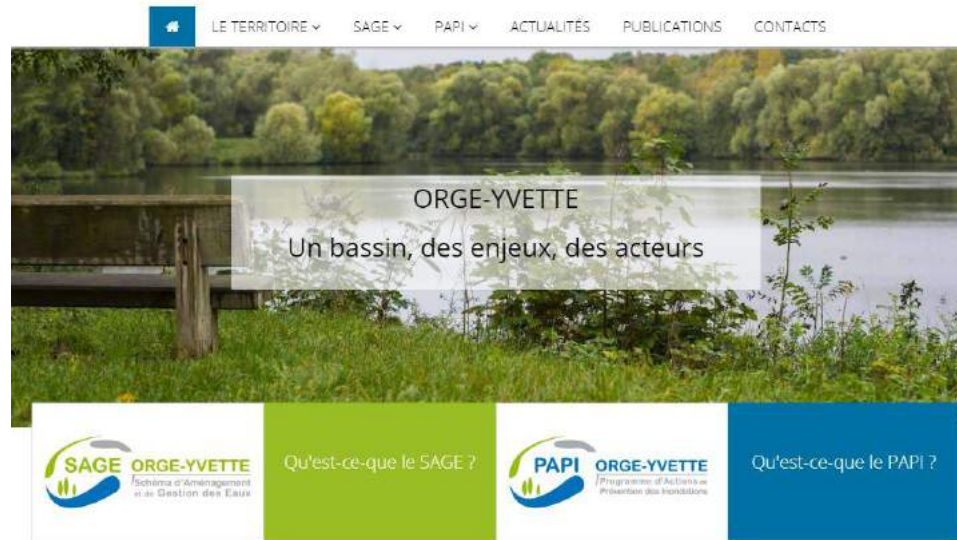 LE TERRITOIRE SAGE PAPI ACTUALITÉS PUBLICATIONS CONTACTS
ORGE-YVETTE
Un bassin, des enjeux, des acteurs
SAGE ORGE-YVETTE
Schéma d'Aménagement
et de Gestion des Eaux
Qu'est-ce-que le SAGE ?
PAPI ORGE-YVETTE
Programme d'Actions de
Prévention des Inondations
Qu'est-ce-que le PAPI ?